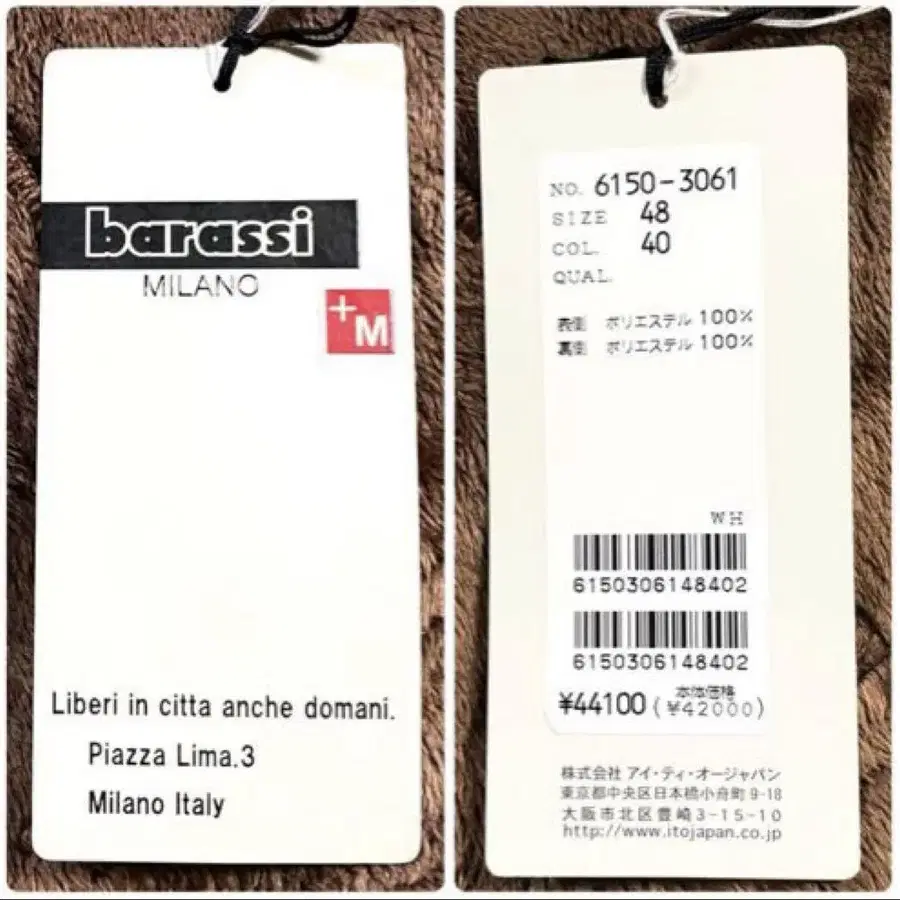 barassi
MILANO
+M
Liberi in citta anche domani.
Piazza Lima.3
Milano Italy
NO. 6150-3061
SIZE 48
COL. 40
QUAL.
表側 ポリエステル 100%
裏側 ポリエステル 100%
WH
6150306148402
6150306148402
本体価格
¥44100 (¥42000)
株式会社 アイ・ティ・オージャパン
東京都中央区日本橋小舟町 9-18
大阪市北区豊崎3-15-10
http://www.itojapan.co.jp